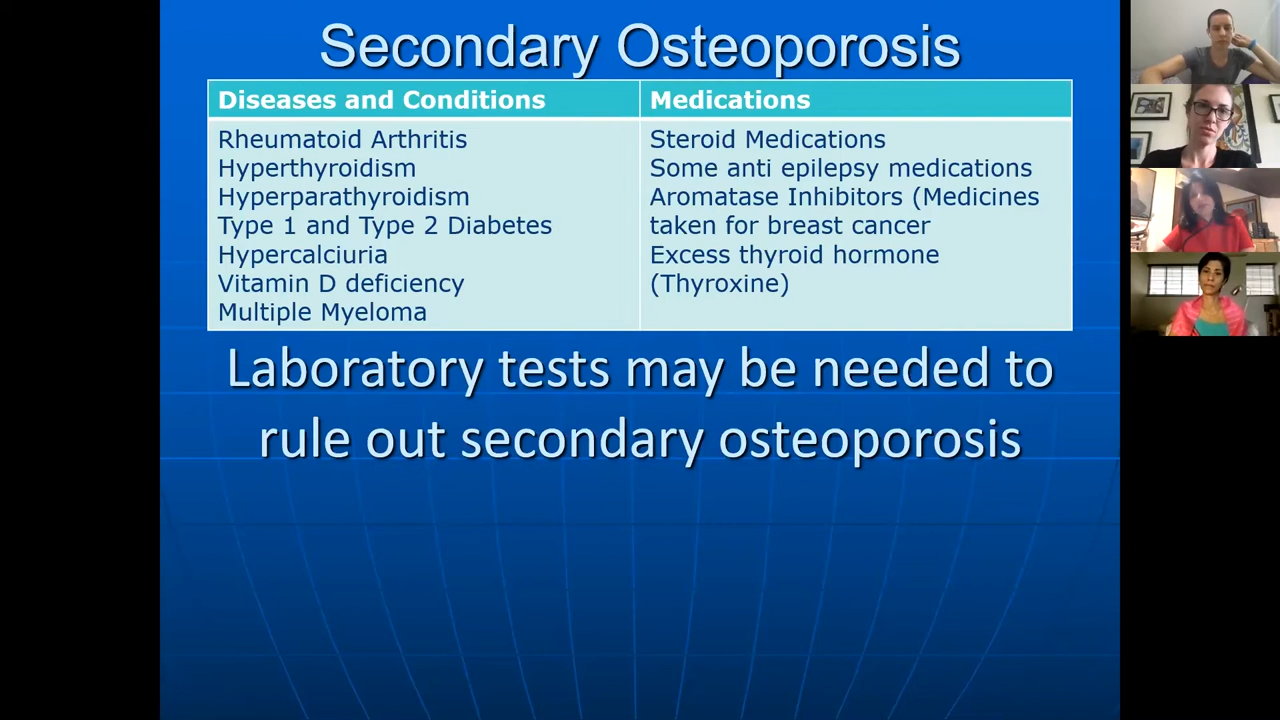 Secondary Osteoporosis
Diseases and Conditions
Medications
Rheumatoid Arthritis
Hyperthyroidism
Hyperparathyroidism
Type 1 and Type 2 Diabetes
Hypercalciuria
Vitamin D deficiency
Multiple Myeloma
Steroid Medications
Some anti epilepsy medications
Aromatase Inhibitors (Medicines
taken for breast cancer
Excess thyroid hormone
(Thyroxine)
Laboratory tests may be needed to
rule out secondary osteoporosis